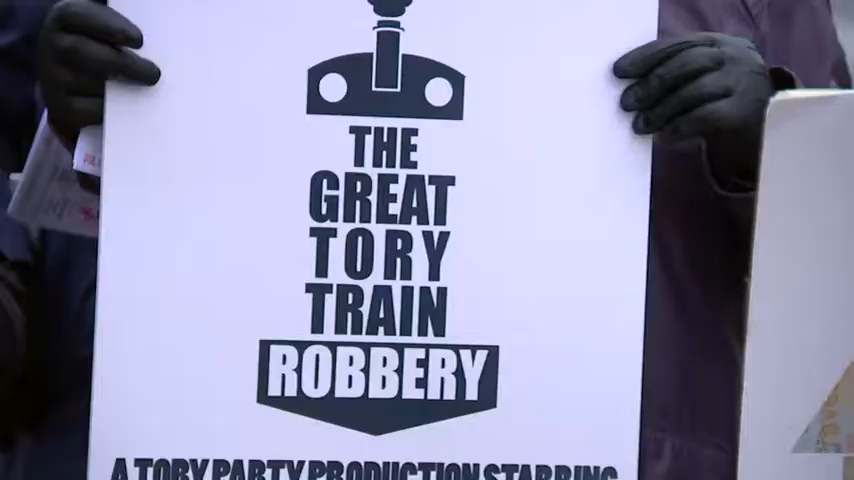 THE
GREAT
TORY
TRAIN
ROBBERY
A TORY PARTY PRODUCTION STARRING